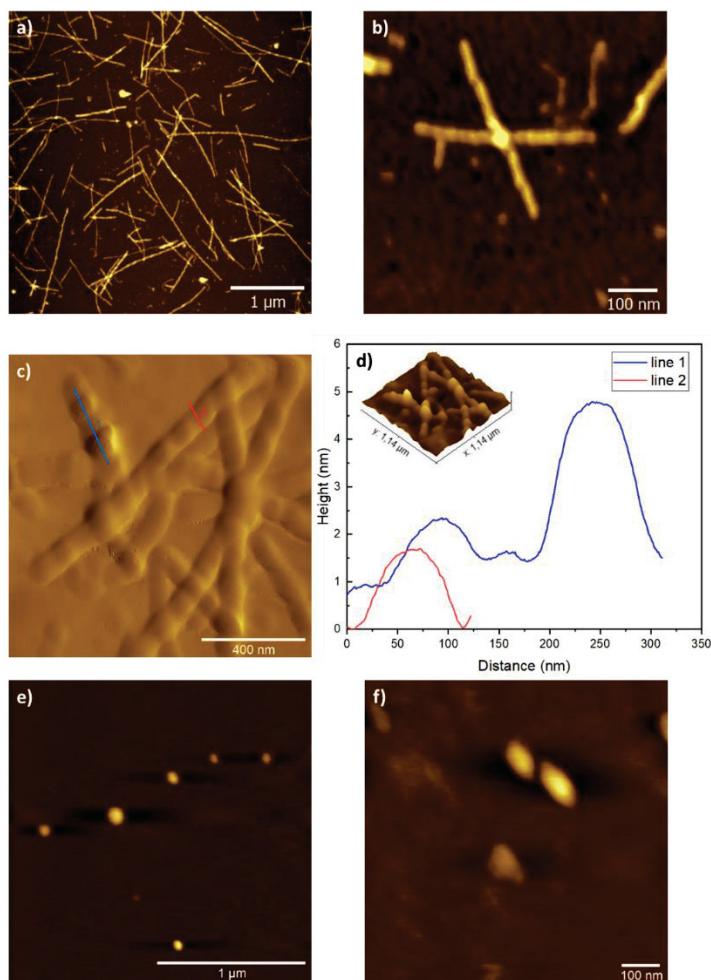 a)
1 µm
b)
100 nm
c)
400 nm
d)
line 1
line 2
y: 1,14 µm
x: 1,14 µm
Height (nm)
6
5
4
3
2
1
0
0 50 100 150 200 250 300 350
Distance (nm)
e)
1 µm
f)
100 nm